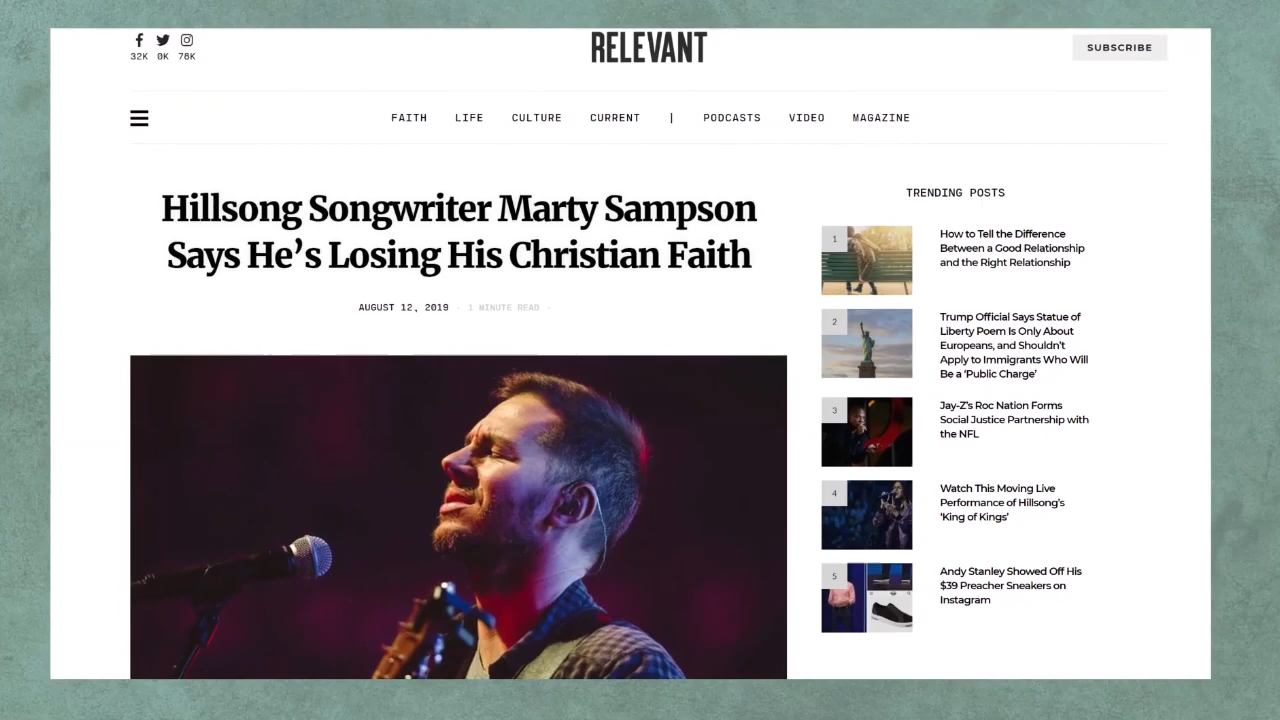 32K 0K 78K
RELEVANT
SUBSCRIBE
FAITH LIFE CULTURE CURRENT | PODCASTS VIDEO MAGAZINE
Hillsong Songwriter Marty Sampson
Says He’s Losing His Christian Faith
AUGUST 12, 2019 · 1 MINUTE READ ·
TRENDING POSTS
1
How to Tell the Difference
Between a Good Relationship
and the Right Relationship
2
Trump Official Says Statue of
Liberty Poem Is Only About
Europeans, and Shouldn’t
Apply to Immigrants Who Will
Be a ‘Public Charge’
3
Jay-Z’s Roc Nation Forms
Social Justice Partnership with
the NFL
4
Watch This Moving Live
Performance of Hillsong’s
‘King of Kings’
5
Andy Stanley Showed Off His
$39 Preacher Sneakers on
Instagram